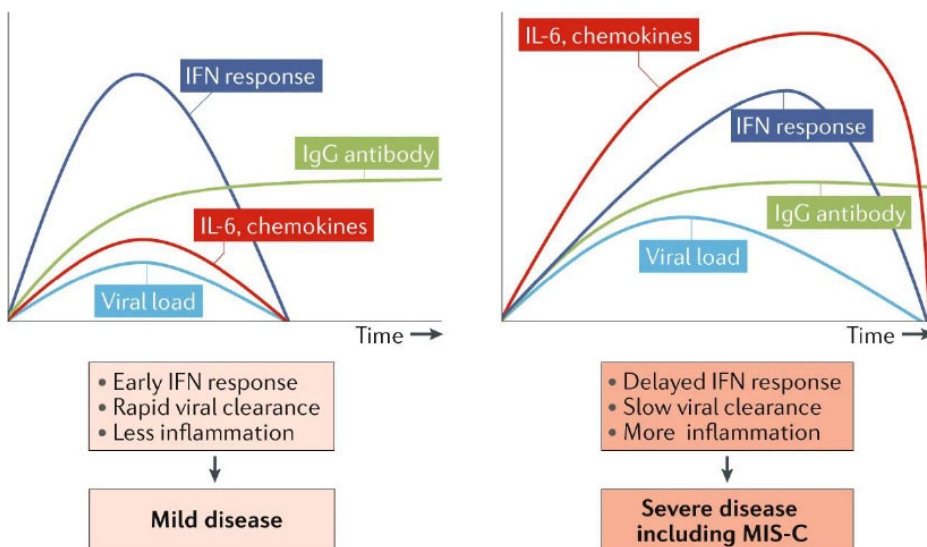 IFN response
IgG antibody
IL-6, chemokines
Viral load
Time
• Early IFN response
• Rapid viral clearance
• Less inflammation
Mild disease
IL-6, chemokines
IFN response
IgG antibody
Viral load
Time
• Delayed IFN response
• Slow viral clearance
• More inflammation
Severe disease
including MIS-C